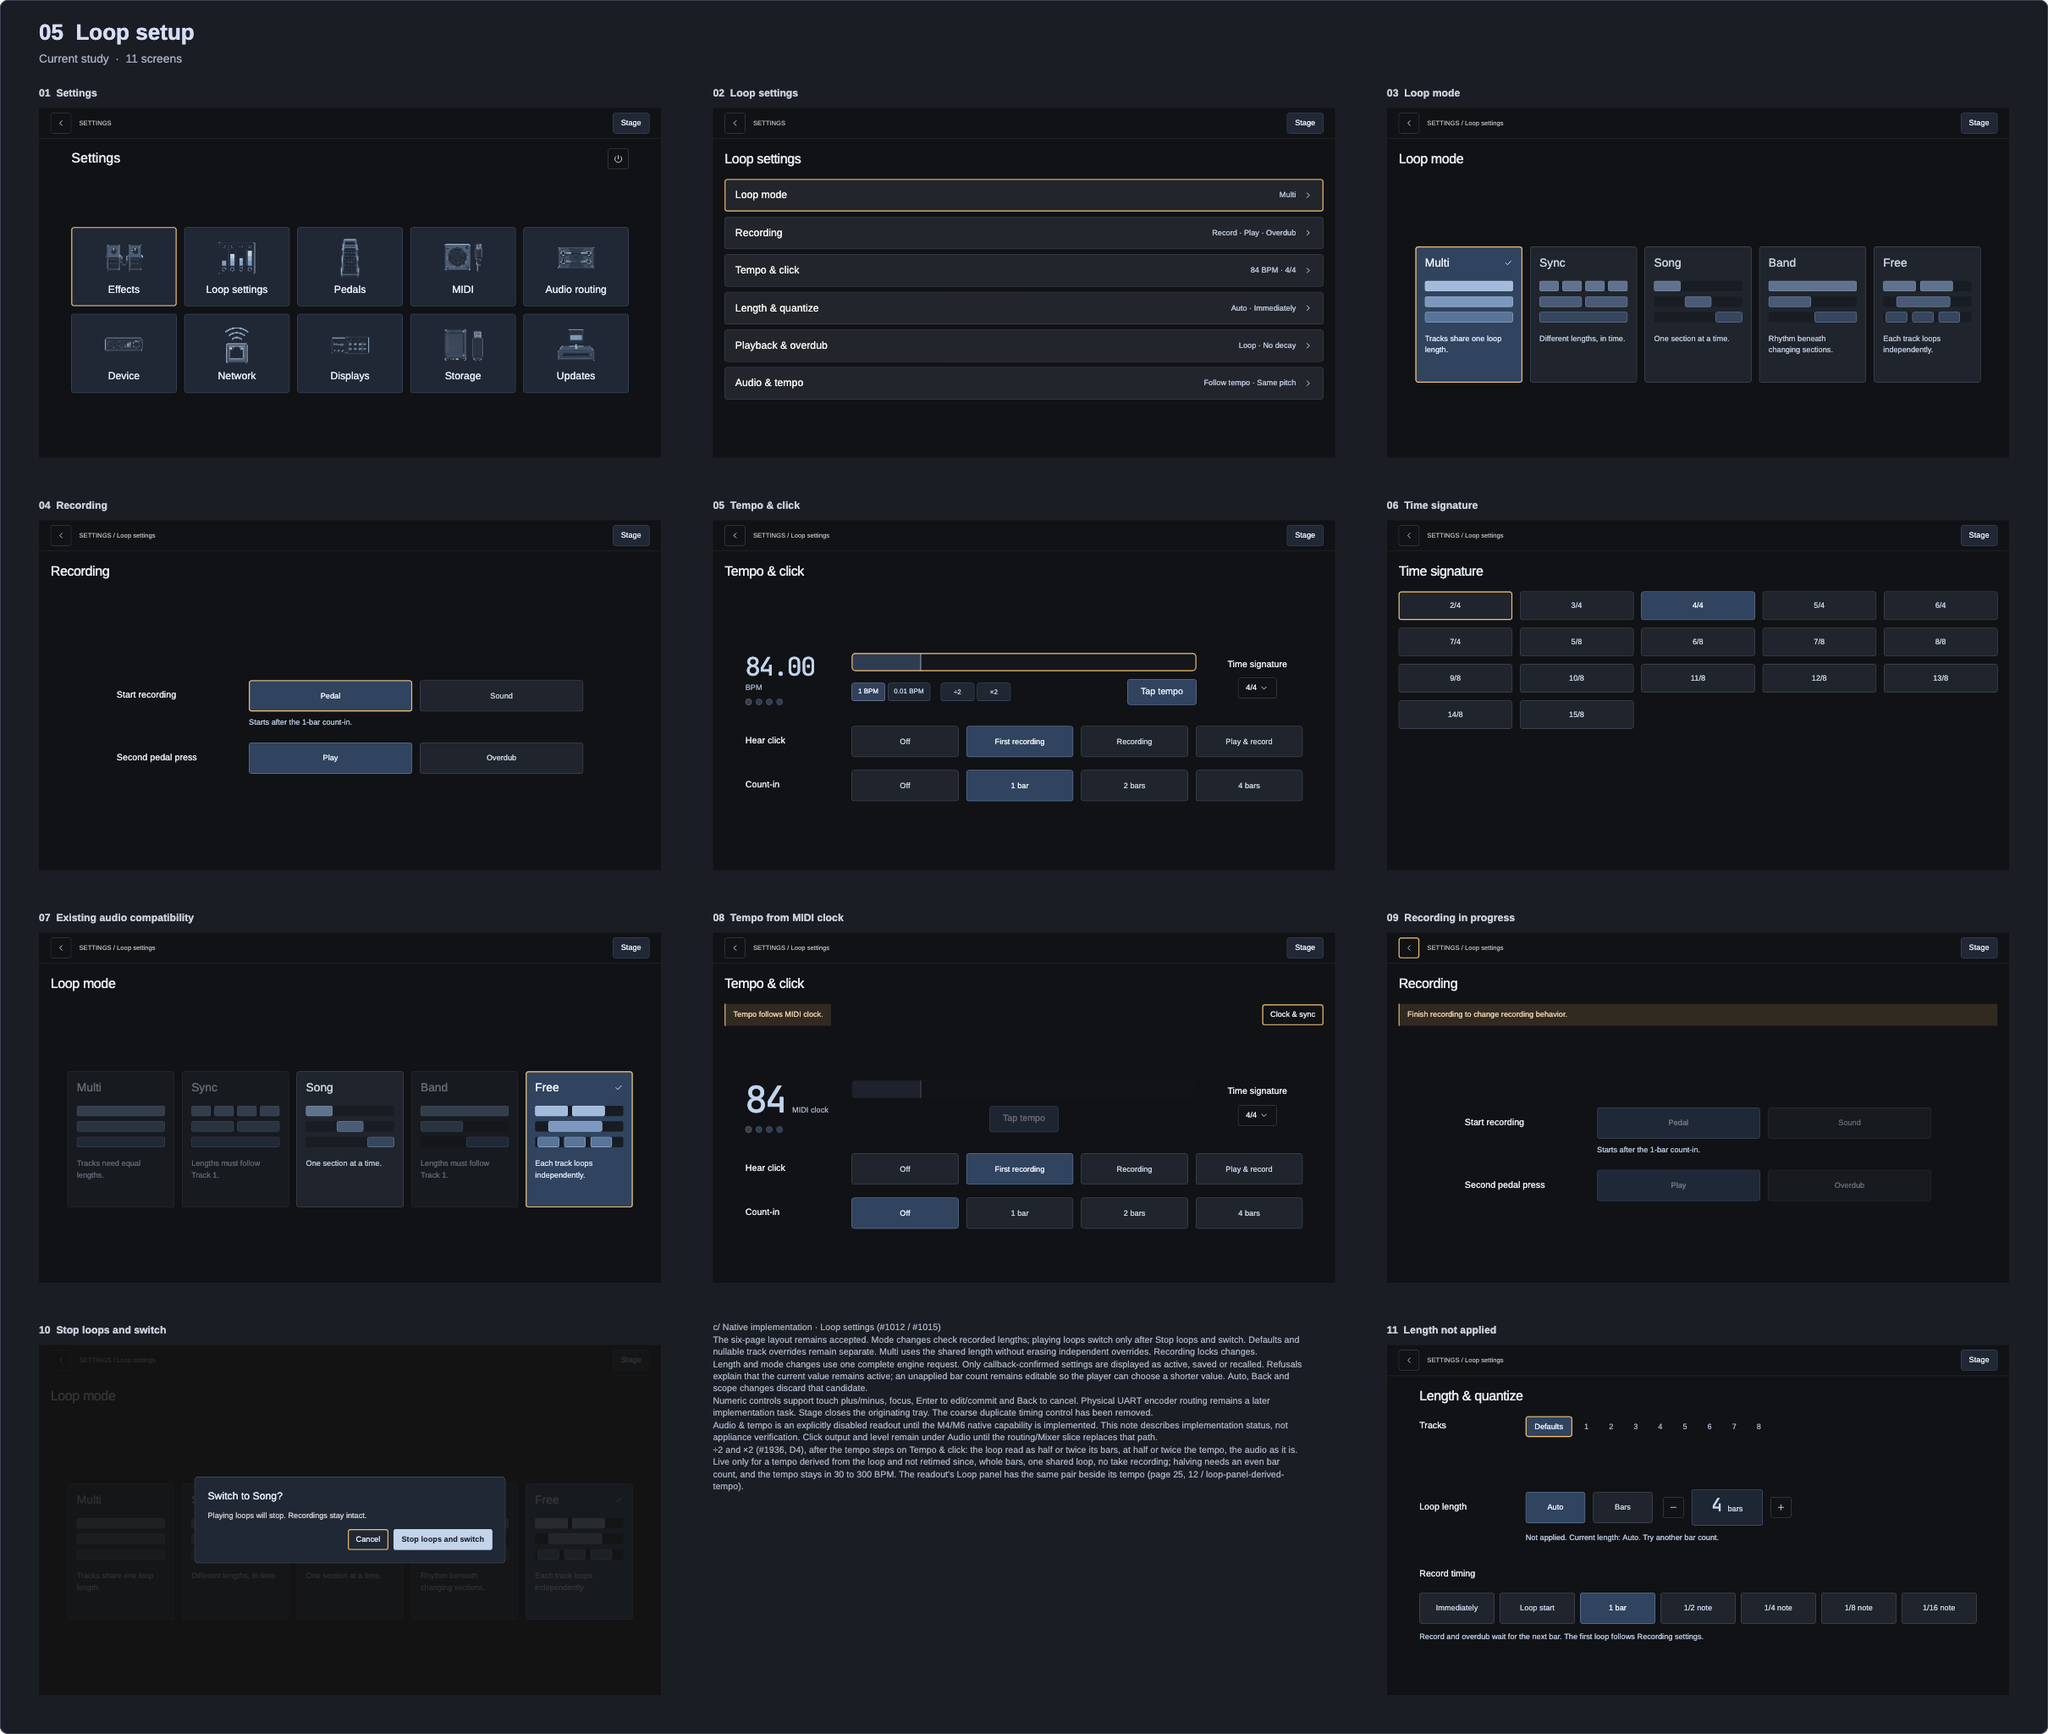 05 Loop setup
Current study · 11 screens
01 Settings
SETTINGS
Stage
Settings
Effects
Loop settings
Pedals
MIDI
Audio routing
Device
Network
Displays
Storage
Updates
02 Loop settings
SETTINGS
Stage
Loop settings
Loop mode
Multi
Recording
Record · Play · Overdub
Tempo & click
84 BPM · 4/4
Length & quantize
Auto · Immediately
Playback & overdub
Loop · No decay
Audio & tempo
Follow tempo · Same pitch
03 Loop mode
SETTINGS / Loop settings
Stage
Loop mode
Multi
Tracks share one loop
length.
Sync
Different lengths, in time.
Song
One section at a time.
Band
Rhythm beneath
changing sections.
Free
Each track loops
independently.
04 Recording
SETTINGS / Loop settings
Stage
Recording
Start recording
Pedal
Sound
Starts after the 1-bar count-in.
Second pedal press
Play
Overdub
05 Tempo & click
SETTINGS / Loop settings
Stage
Tempo & click
84.00
BPM
1 BPM
0.01 BPM
÷2
×2
Tap tempo
Time signature
4/4
Hear click
Off
First recording
Recording
Play & record
Count-in
Off
1 bar
2 bars
4 bars
06 Time signature
SETTINGS / Loop settings
Stage
Time signature
2/4
3/4
4/4
5/4
6/4
7/4
5/8
6/8
7/8
8/8
9/8
10/8
11/8
12/8
13/8
14/8
15/8
07 Existing audio compatibility
SETTINGS / Loop settings
Stage
Loop mode
Multi
Tracks need equal
lengths.
Sync
Lengths must follow
Track 1.
Song
One section at a time.
Band
Lengths must follow
Track 1.
Free
Each track loops
independently.
08 Tempo from MIDI clock
SETTINGS / Loop settings
Stage
Tempo & click
Tempo follows MIDI clock.
Clock & sync
84 MIDI clock
Tap tempo
Time signature
4/4
Hear click
Off
First recording
Recording
Play & record
Count-in
Off
1 bar
2 bars
4 bars
09 Recording in progress
SETTINGS / Loop settings
Stage
Recording
Finish recording to change recording behavior.
Start recording
Pedal
Sound
Starts after the 1-bar count-in.
Second pedal press
Play
Overdub
10 Stop loops and switch
SETTINGS / Loop settings
Stage
Loop mode
Multi
Free
Switch to Song?
Playing loops will stop. Recordings stay intact.
Cancel
Stop loops and switch
Tracks share one loop
length.
Different lengths, in time.
One section at a time.
Rhythm beneath
changing sections.
Each track loops
independently
c/ Native implementation · Loop settings (#1012 / #1015)
The six-page layout remains accepted. Mode changes check recorded lengths; playing loops switch only after Stop loops and switch. Defaults and
nullable track overrides remain separate. Multi uses the shared length without erasing independent overrides. Recording locks changes.
Length and mode changes use one complete engine request. Only callback-confirmed settings are displayed as active, saved or recalled. Refusals
explain that the current value remains active; an unapplied bar count remains editable so the player can choose a shorter value. Auto, Back and
scope changes discard that candidate.
Numeric controls support touch plus/minus, focus, Enter to edit/commit and Back to cancel. Physical UART encoder routing remains a later
implementation task. Stage closes the originating tray. The coarse duplicate timing control has been removed.
Audio & tempo is an explicitly disabled readout until the M4/M6 native capability is implemented. This note describes implementation status, not
appliance verification. Click output and level remain under Audio until the routing/Mixer slice replaces that path.
÷2 and ×2 (#1936, D4), after the tempo steps on Tempo & click: the loop read as half or twice its bars, at half or twice the tempo, the audio as it is.
Live only for a tempo derived from the loop and not retimed since, whole bars, one shared loop, no take recording; halving needs an even bar
count, and the tempo stays in 30 to 300 BPM. The readout's Loop panel has the same pair beside its tempo (page 25, 12 / loop-panel-derived-
tempo).
11 Length not applied
SETTINGS / Loop settings
Stage
Length & quantize
Tracks
Defaults
1
2
3
4
5
6
7
8
Loop length
Auto
Bars
−
4 bars
+
Not applied. Current length: Auto. Try another bar count.
Record timing
Immediately
Loop start
1 bar
1/2 note
1/4 note
1/8 note
1/16 note
Record and overdub wait for the next bar. The first loop follows Recording settings.